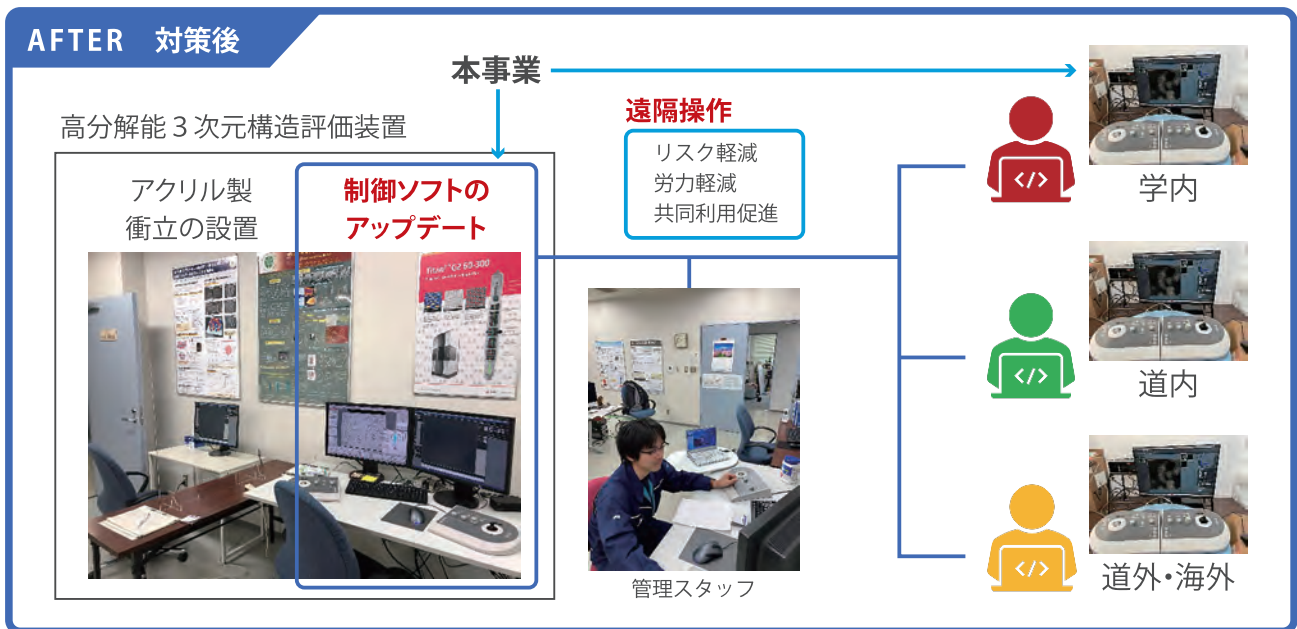 AFTER 対策後
本事業
高分解能3次元構造評価装置
アクリル製
衝立の設置
制御ソフトの
アップデート
遠隔操作
リスク軽減
労力軽減
共同利用促進
管理スタッフ
</>
学内
</>
道内
</>
道外・海外